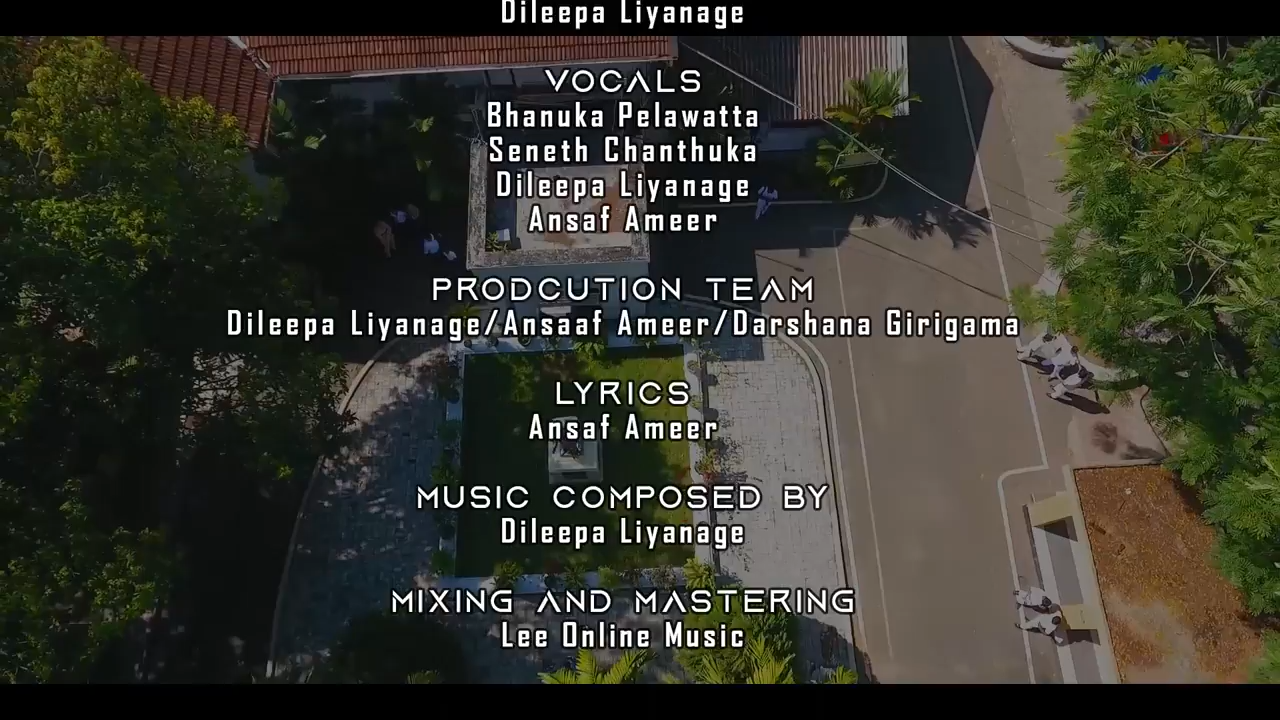 Dileepa Liyanage
VOCALS
Bhanuka Pelawatta
Seneth Chanthuka
Dileepa Liyanage
Ansaf Ameer
PRODCUTION TEAM
Dileepa Liyanage/Ansaaf Ameer/Darshana Girigama
LYRICS
Ansaf Ameer
MUSIC COMPOSED BY
Dileepa Liyanage
MIXING AND MASTERING
Lee Online Music